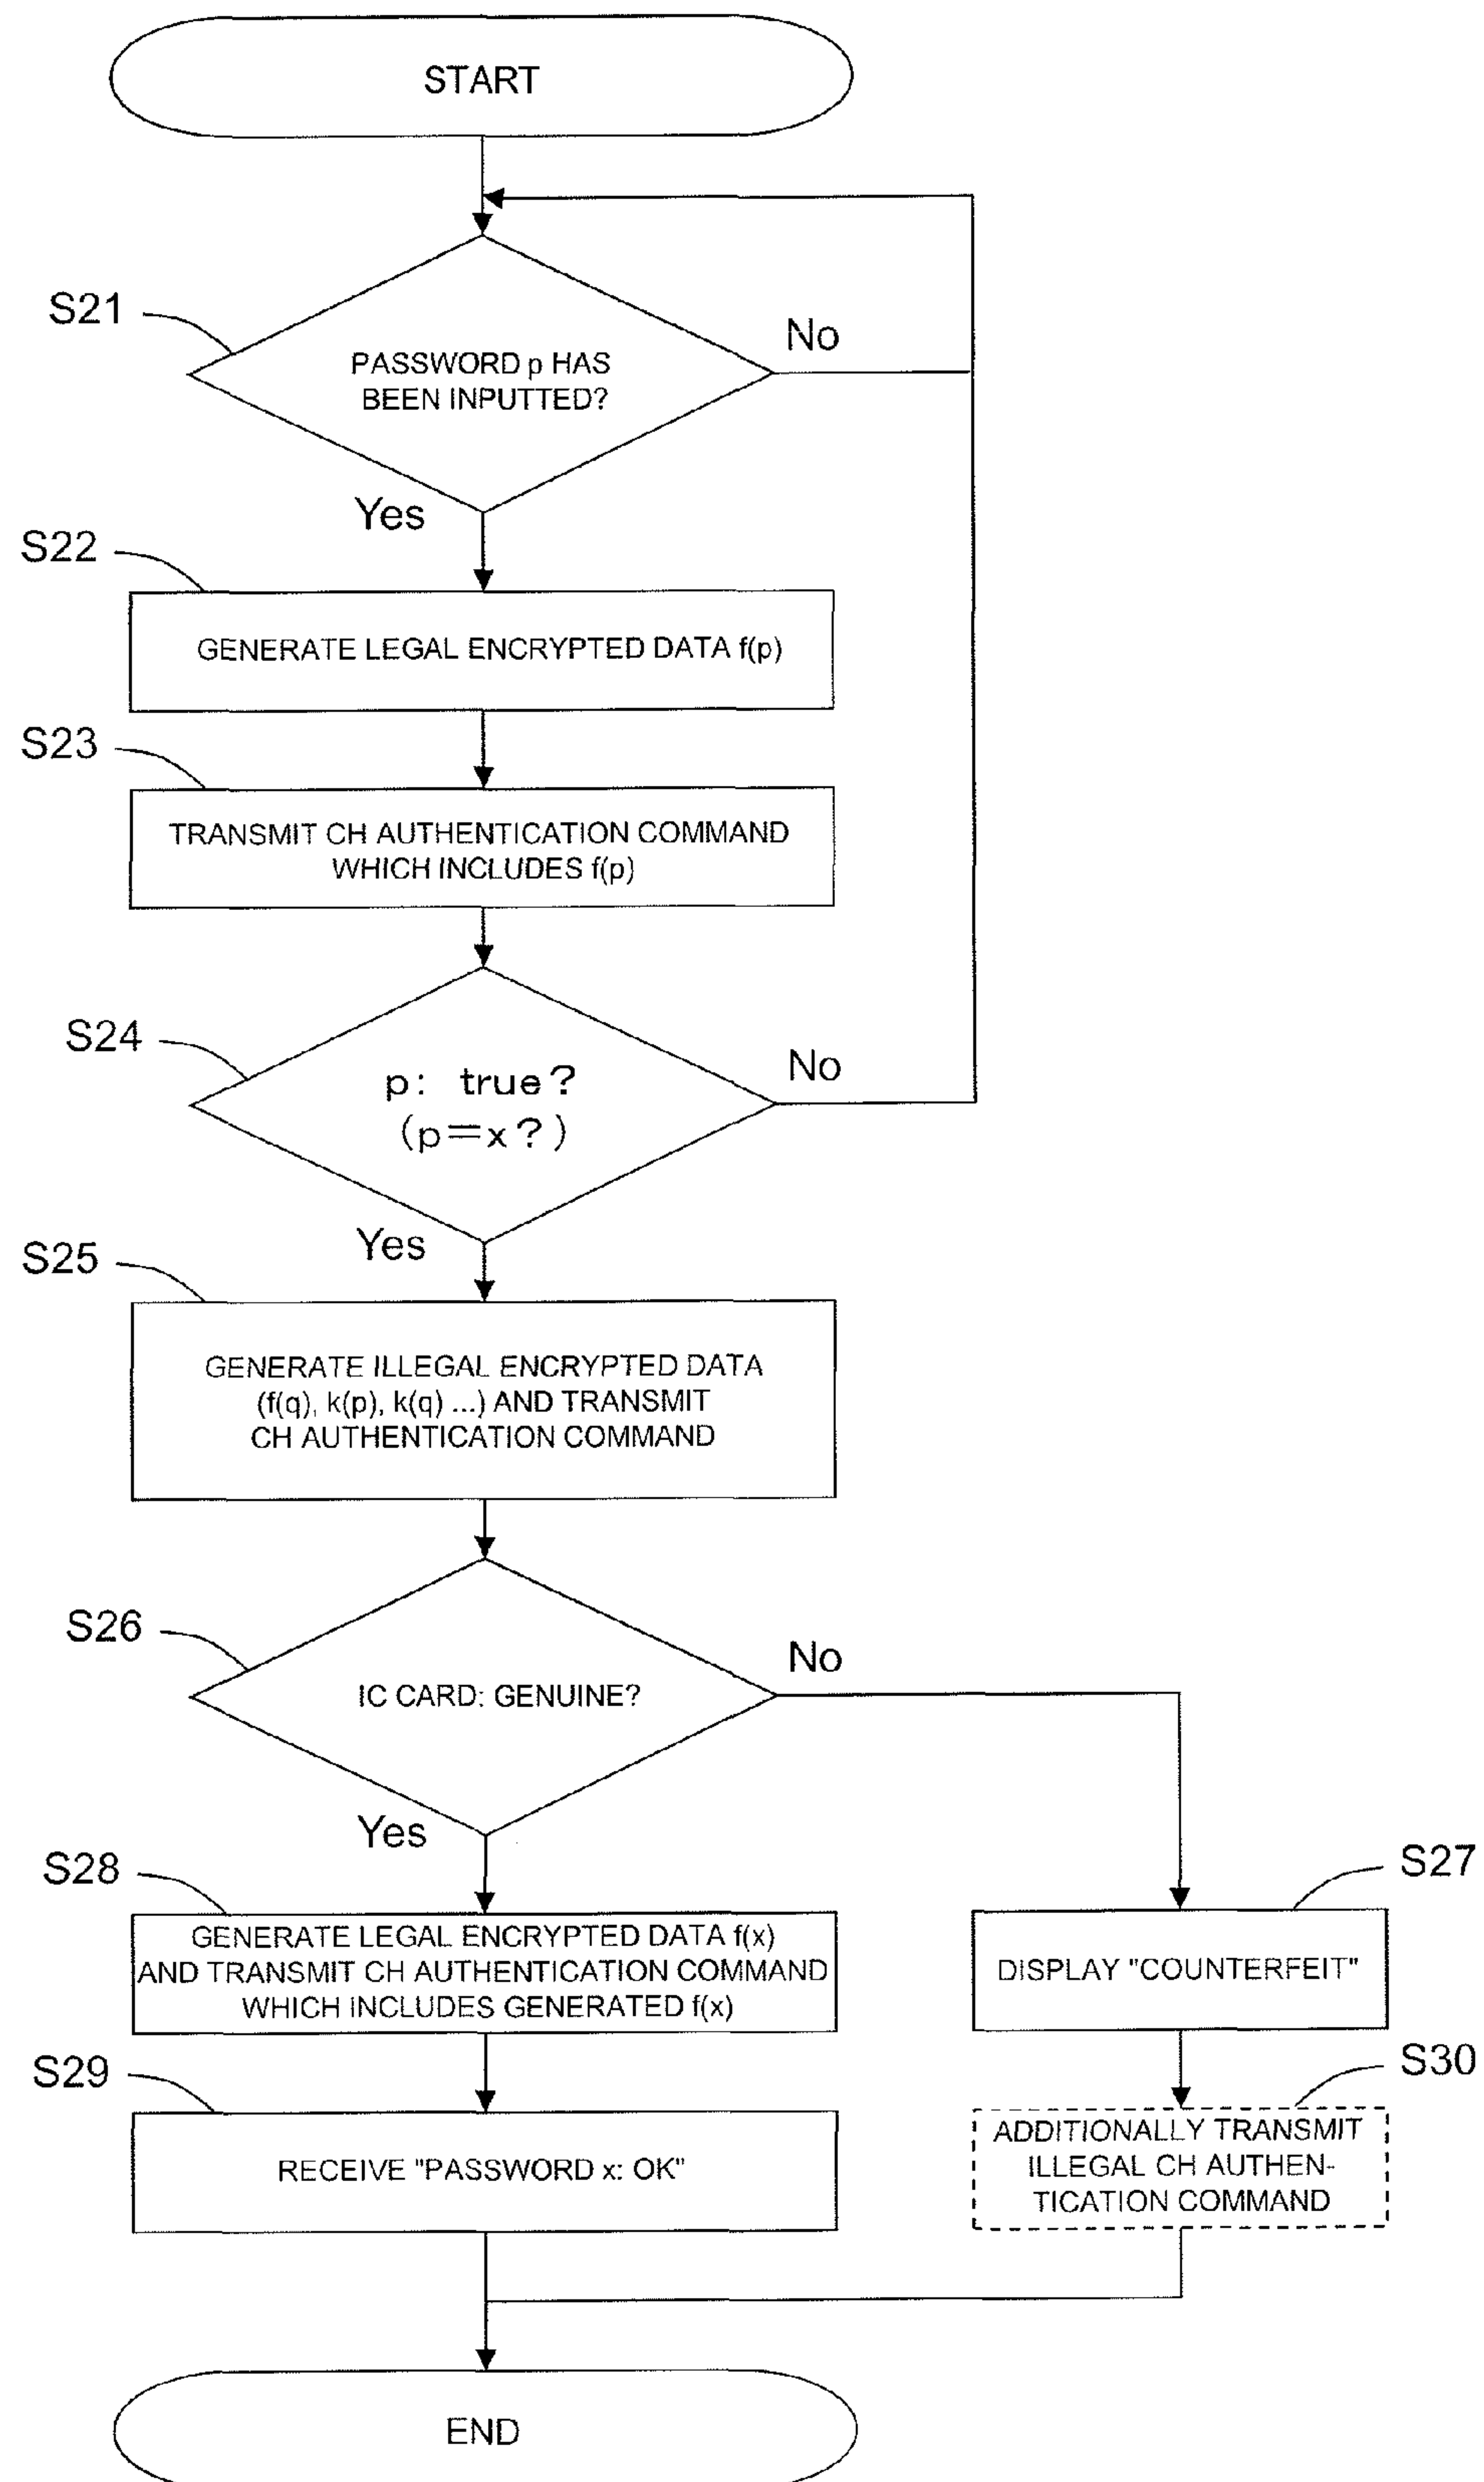 START
S21
PASSWORD p HAS
BEEN INPUTTED?
No
Yes
S22
GENERATE LEGAL ENCRYPTED DATA f(p)
S23
TRANSMIT CH AUTHENTICATION COMMAND
WHICH INCLUDES f(p)
S24
p: true?
(p=x?)
No
Yes
S25
GENERATE ILLEGAL ENCRYPTED DATA
(f(q), k(p), k(q) ...) AND TRANSMIT
CH AUTHENTICATION COMMAND
S26
IC CARD: GENUINE?
No
Yes
S28
GENERATE LEGAL ENCRYPTED DATA f(x)
AND TRANSMIT CH AUTHENTICATION COMMAND
WHICH INCLUDES GENERATED f(x)
S27
DISPLAY "COUNTERFEIT"
S29
RECEIVE "PASSWORD x: OK"
S30
ADDITIONALLY TRANSMIT
ILLEGAL CH AUTHEN-
TICATION COMMAND
END